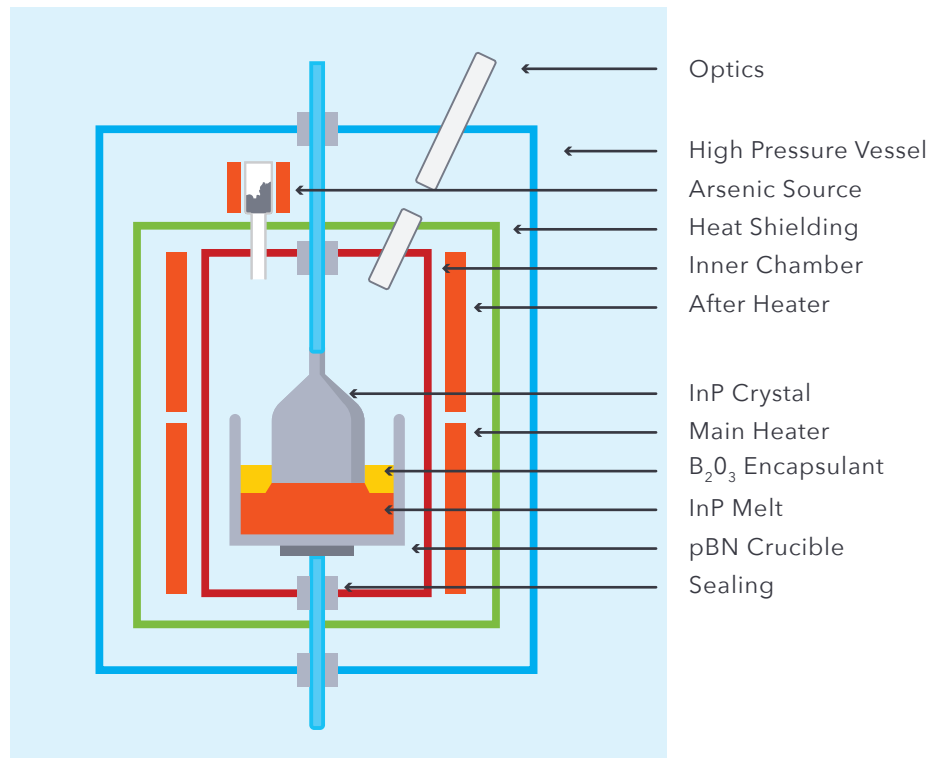 Optics
High Pressure Vessel
Arsenic Source
Heat Shielding
Inner Chamber
After Heater
InP Crystal
Main Heater
B₂0₃ Encapsulant
InP Melt
pBN Crucible
Sealing